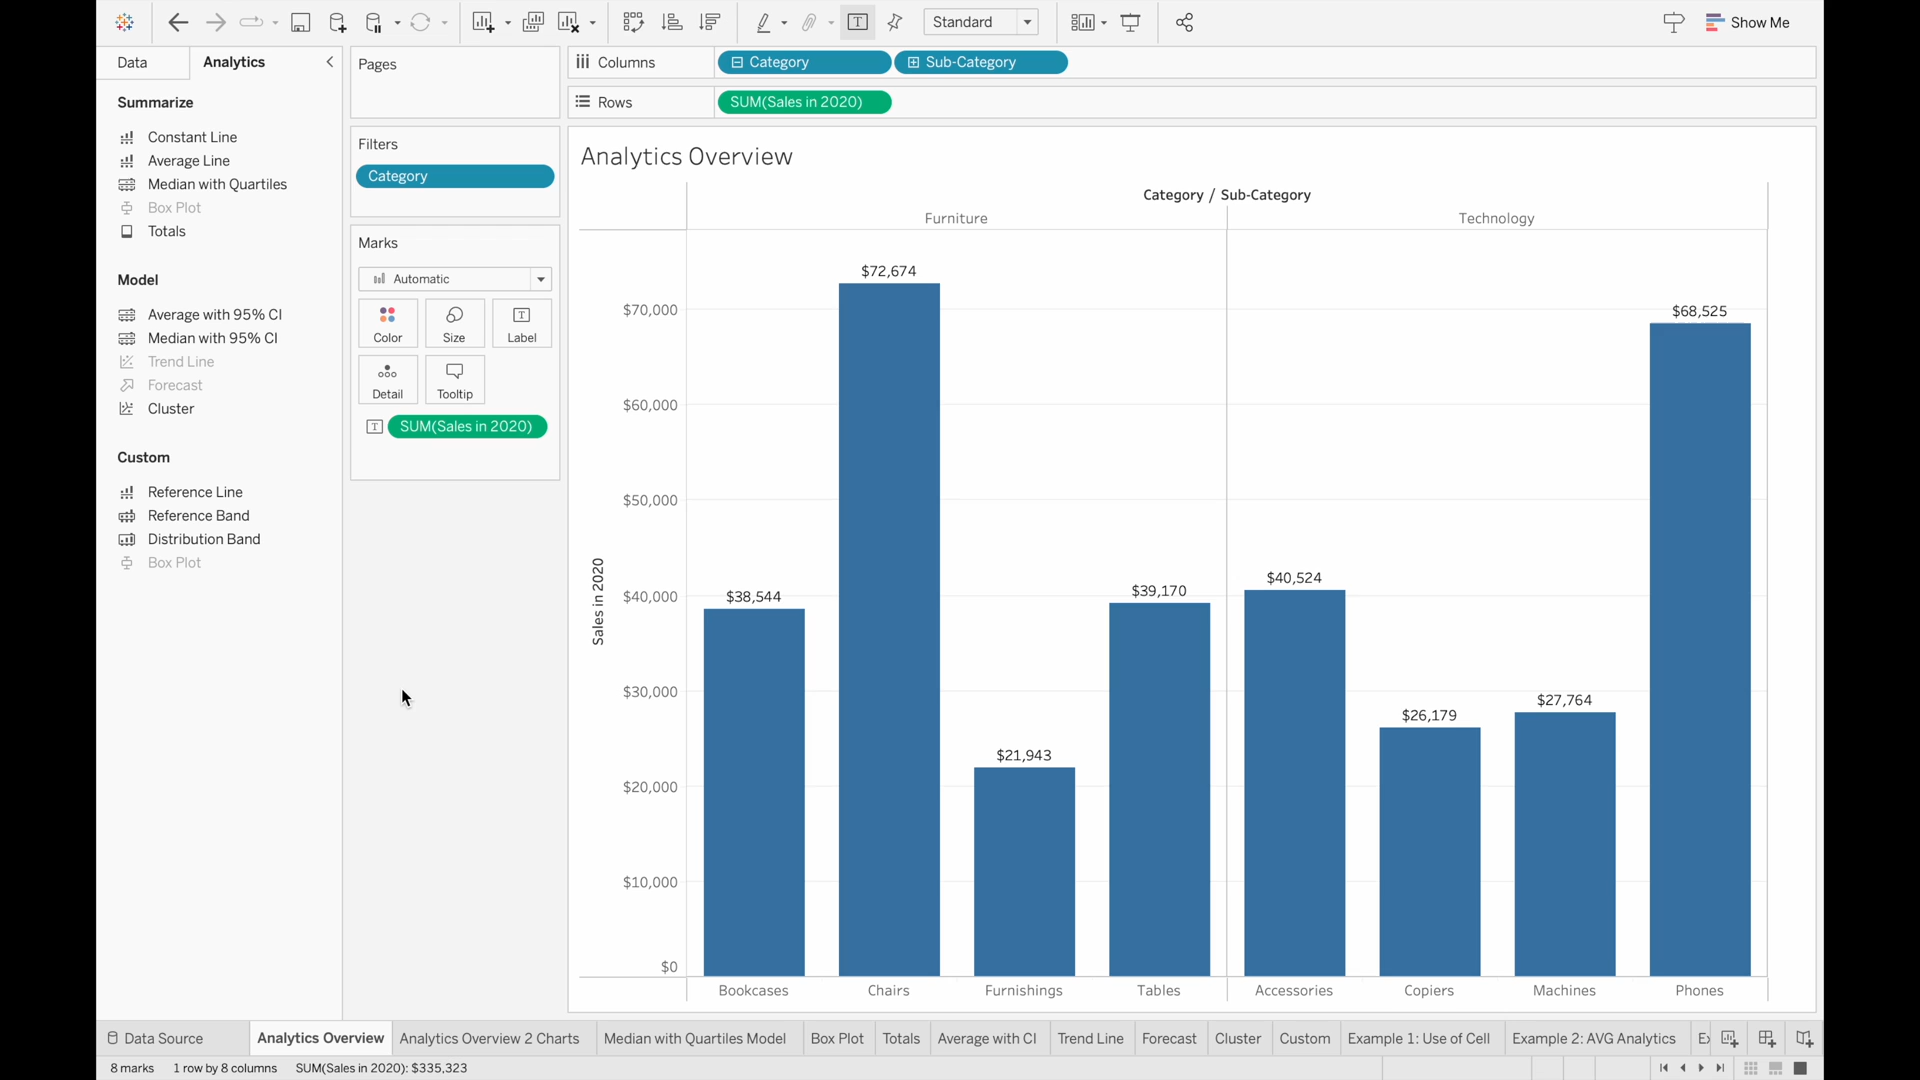 Standard
Show Me
Data
Analytics
Summarize
Constant Line
Average Line
Median with Quartiles
Box Plot
Totals
Model
Average with 95% CI
Median with 95% CI
Trend Line
Forecast
Cluster
Custom
Reference Line
Reference Band
Distribution Band
Box Plot
Pages
Filters
Category
Marks
Automatic
Color
Size
Label
Detail
Tooltip
SUM(Sales in 2020)
Columns
Category
Sub-Category
Rows
SUM(Sales in 2020)
Analytics Overview
Category / Sub-Category
Furniture
Technology
Sales in 2020
$70,000
$60,000
$50,000
$40,000
$30,000
$20,000
$10,000
$0
$38,544
$72,674
$21,943
$39,170
$40,524
$26,179
$27,764
$68,525
Bookcases
Chairs
Furnishings
Tables
Accessories
Copiers
Machines
Phones
Data Source
Analytics Overview
Analytics Overview 2 Charts
Median with Quartiles Model
Box Plot
Totals
Average with CI
Trend Line
Forecast
Cluster
Custom
Example 1: Use of Cell
Example 2: AVG Analytics
8 marks
1 row by 8 columns
SUM(Sales in 2020): $335,323